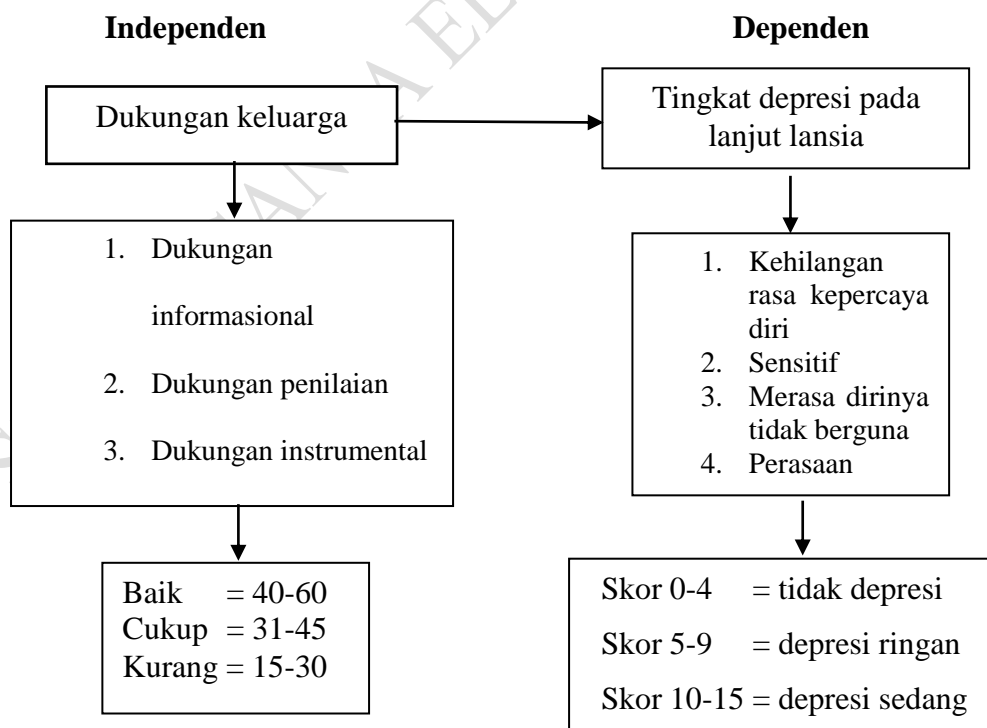 Independen
Dependen
Dukungan keluarga
Tingkat depresi pada
lanjut lansia
1. Dukungan
informasional
2. Dukungan penilaian
3. Dukungan instrumental
1. Kehilangan
rasa kepercaya
diri
2. Sensitif
3. Merasa dirinya
tidak berguna
4. Perasaan
Baik = 40-60
Cukup = 31-45
Kurang = 15-30
Skor 0-4 = tidak depresi
Skor 5-9 = depresi ringan
Skor 10-15 = depresi sedang